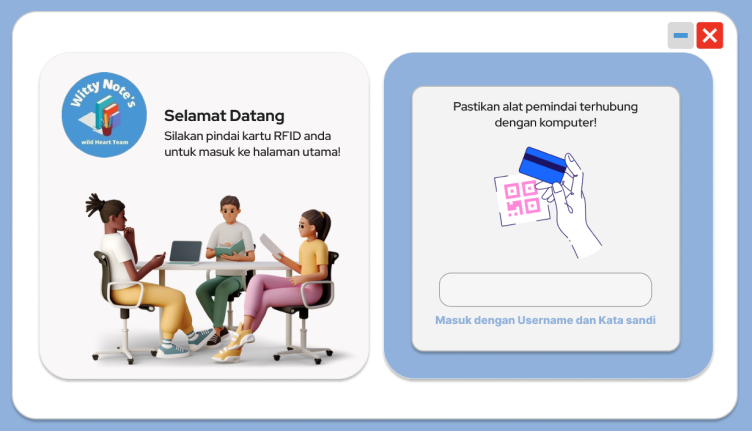 Witty Note's
wild Heart Team
Selamat Datang
Silakan pindai kartu RFID anda
untuk masuk ke halaman utama!
Pastikan alat pemindai terhubung
dengan komputer!
Masuk dengan Username dan Kata sandi